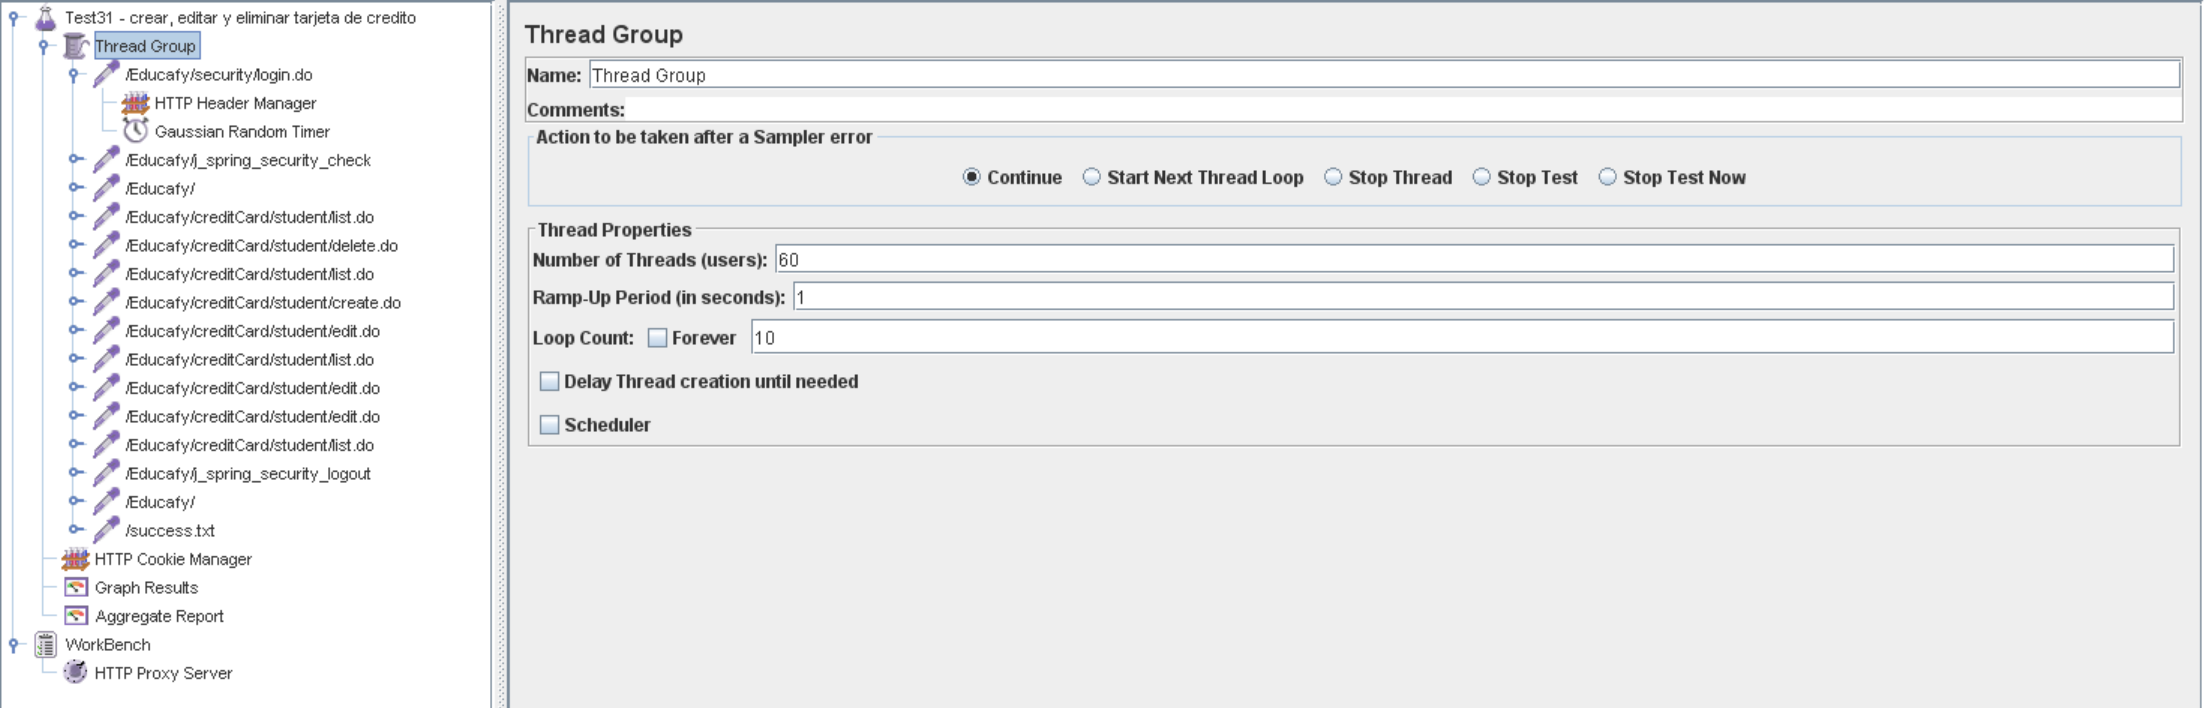 Test31 - crear, editar y eliminar tarjeta de credito
Thread Group
/Educafy/security/login.do
HTTP Header Manager
Gaussian Random Timer
/Educafy/j_spring_security_check
/Educafy/
/Educafy/creditCard/student/list.do
/Educafy/creditCard/student/delete.do
/Educafy/creditCard/student/list.do
/Educafy/creditCard/student/create.do
/Educafy/creditCard/student/edit.do
/Educafy/creditCard/student/list.do
/Educafy/creditCard/student/edit.do
/Educafy/creditCard/student/edit.do
/Educafy/creditCard/student/list.do
/Educafy/j_spring_security_logout
/Educafy/
/success.txt
HTTP Cookie Manager
Graph Results
Aggregate Report
WorkBench
HTTP Proxy Server
Thread Group
Name: Thread Group
Comments:
Action to be taken after a Sampler error
Continue Start Next Thread Loop Stop Thread Stop Test Stop Test Now
Thread Properties
Number of Threads (users): 60
Ramp-Up Period (in seconds): 1
Loop Count: Forever 10
Delay Thread creation until needed
Scheduler